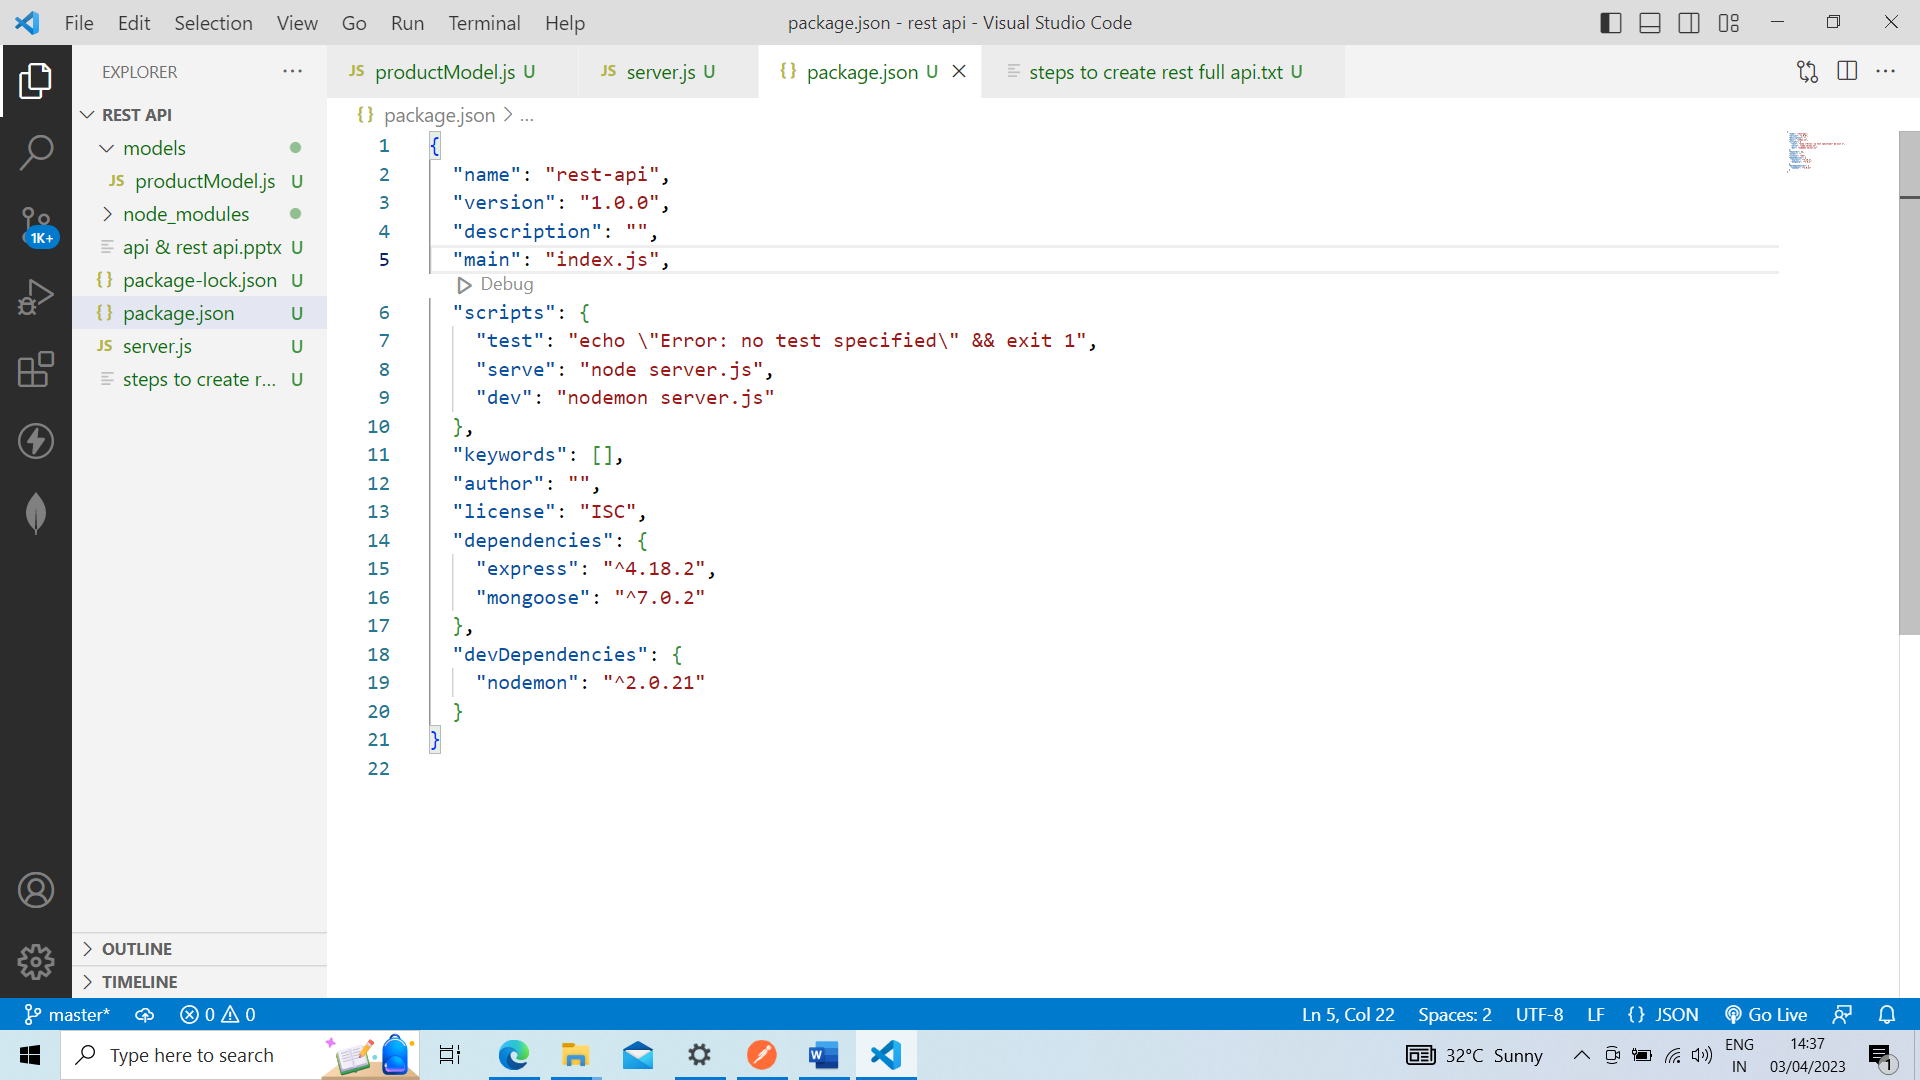 File Edit Selection View Go Run Terminal Help
package.json - rest api - Visual Studio Code
EXPLORER
REST API
models
JS productModel.js U
node_modules
api & rest api.pptx U
{} package-lock.json U
{} package.json U
JS server.js U
steps to create r... U
OUTLINE
TIMELINE
1K+
JS productModel.js U
JS server.js U
{} package.json U
steps to create rest full api.txt U
{} package.json > ...
1 {
2 "name": "rest-api",
3 "version": "1.0.0",
4 "description": "",
5 "main": "index.js",
Debug
6 "scripts": {
7 "test": "echo \"Error: no test specified\" && exit 1",
8 "serve": "node server.js",
9 "dev": "nodemon server.js"
10 },
11 "keywords": [],
12 "author": "",
13 "license": "ISC",
14 "dependencies": {
15 "express": "^4.18.2",
16 "mongoose": "^7.0.2"
17 },
18 "devDependencies": {
19 "nodemon": "^2.0.21"
20 }
21 }
22
master* 0 0
Ln 5, Col 22 Spaces: 2 UTF-8 LF {} JSON Go Live
Type here to search
32°C Sunny
ENG
IN
14:37
03/04/2023
1